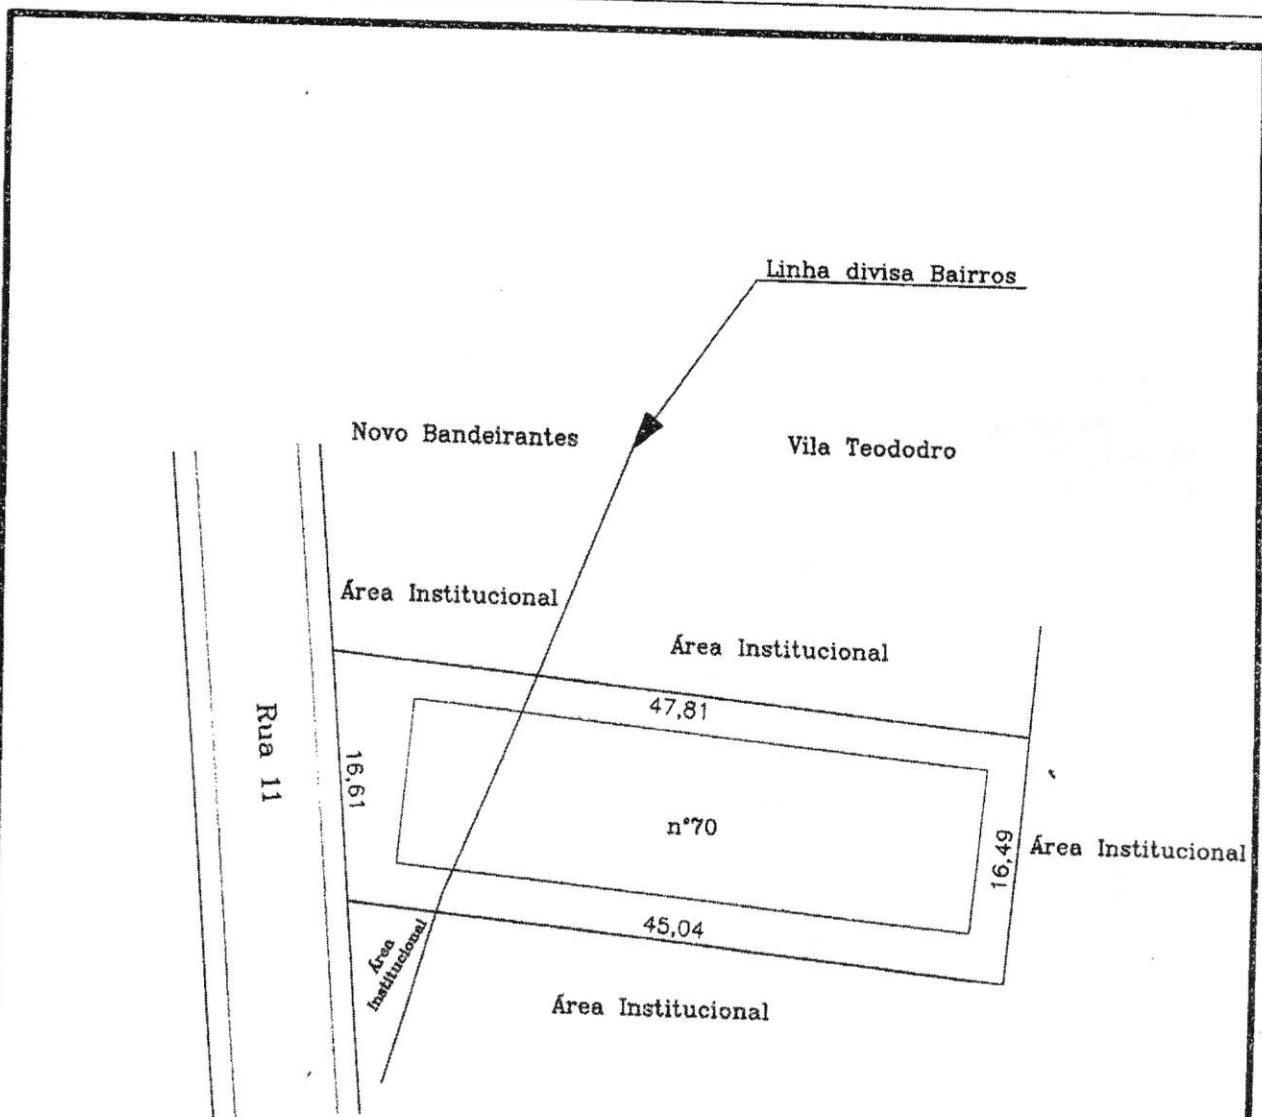 Linha divisa Bairros
Novo Bandeirantes
Vila Teododro
Área Institucional
Área Institucional
47,81
Rua 11
16,61
n°70
16,49
Área Institucional
45,04
Área
Institucional
Área Institucional